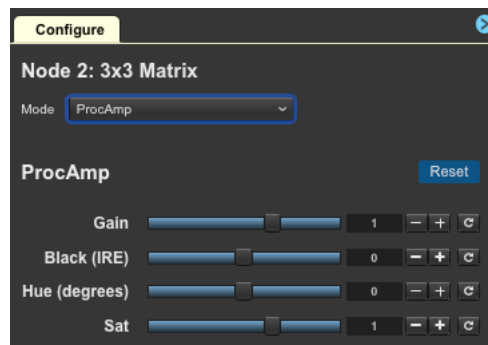 Configure
Node 2: 3x3 Matrix
Mode ProcAmp
ProcAmp Reset
Gain 1 − +
Black (IRE) 0 − +
Hue (degrees) 0 − +
Sat 1 − +